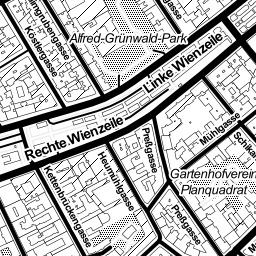 Köstlergasse
Alfred-Grünwald-Park
Linke Wienzeile
Rechte Wienzeile
Preßgasse
Mühlgasse
Kettenbrückengasse
Heumühlgasse
Gartenhofverein
Planquadrat
Preßgasse